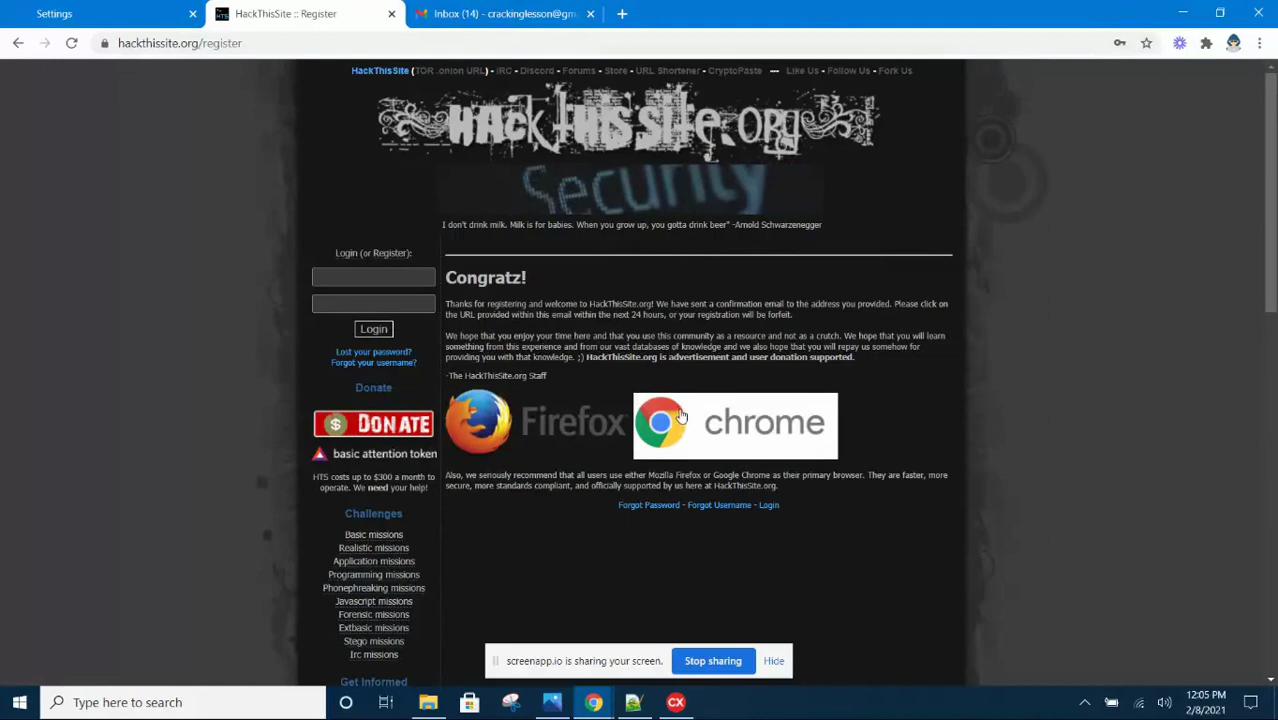 Settings
HackThisSite :: Register
Inbox (14) - crackinglesson@gm
hackthissite.org/register
HackThisSite (TOR .onion URL) - IRC - Discord - Forums - Store - URL Shortener - CryptoPaste --- Like Us - Follow Us - Fork Us
HAck THIS SitE.ORg
Security
I don't drink milk. Milk is for babies. When you grow up, you gotta drink beer" -Arnold Schwarzenegger
Login (or Register):
Login
Lost your password?
Forgot your username?
Donate
$ DONATE
basic attention token
HTS costs up to $300 a month to
operate. We need your help!
Challenges
Basic missions
Realistic missions
Application missions
Programming missions
Phonephreaking missions
Javascript missions
Forensic missions
Extbasic missions
Stego missions
Irc missions
Get Informed
Congratz!
Thanks for registering and welcome to HackThisSite.org! We have sent a confirmation email to the address you provided. Please click on
the URL provided within this email within the next 24 hours, or your registration will be forfeit.
We hope that you enjoy your time here and that you use this community as a resource and not as a crutch. We hope that you will learn
something from this experience and from our vast databases of knowledge and we also hope that you will repay us somehow for
providing you with that knowledge. ;) HackThisSite.org is advertisement and user donation supported.
-The HackThisSite.org Staff
Firefox
chrome
Also, we seriously recommend that all users use either Mozilla Firefox or Google Chrome as their primary browser. They are faster, more
secure, more standards compliant, and officially supported by us here at HackThisSite.org.
Forgot Password - Forgot Username - Login
screenapp.io is sharing your screen.
Stop sharing
Hide
Type here to search
CX
12:05 PM
2/8/2021